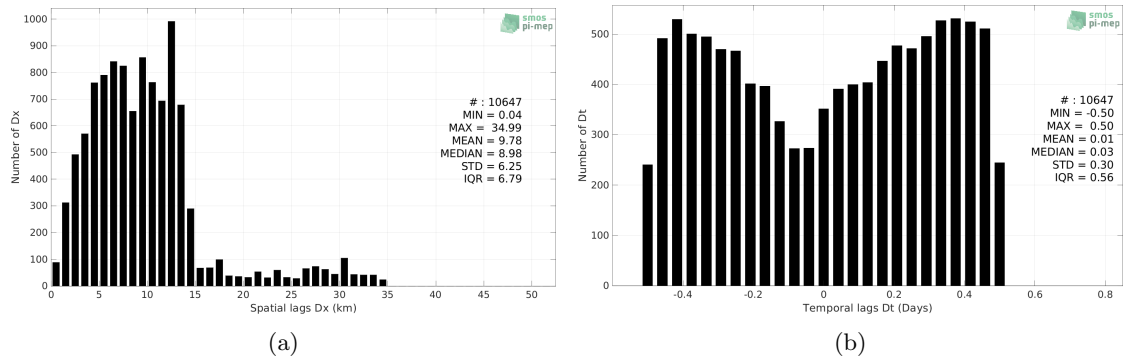 1000
900
800
700
600
500
400
300
200
100
0
Number of Dx
smos
pi-mep
# : 10647
MIN = 0.04
MAX = 34.99
MEAN = 9.78
MEDIAN = 8.98
STD = 6.25
IQR = 6.79
0 5 10 15 20 25 30 35 40 45 50
Spatial lags Dx (km)
(a)
500
400
300
200
100
0
Number of Dt
smos
pi-mep
# : 10647
MIN = -0.50
MAX = 0.50
MEAN = 0.01
MEDIAN = 0.03
STD = 0.30
IQR = 0.56
-0.4 -0.2 0 0.2 0.4 0.6 0.8
Temporal lags Dt (Days)
(b)